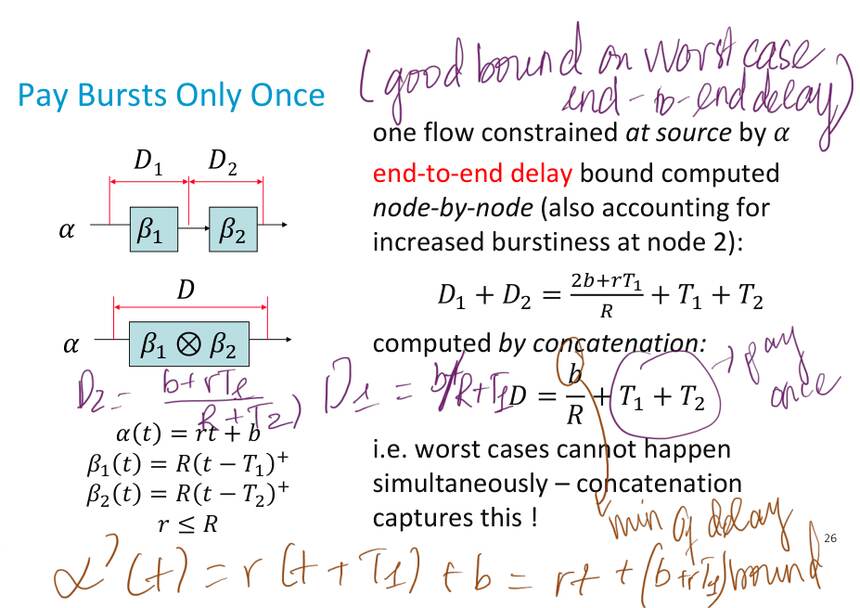 (good bound on worst case
end-to-end delay)
Pay Bursts Only Once
D₁ D₂
α β₁ β₂
D
α β₁ ⊗ β₂
one flow constrained at source by α
end-to-end delay bound computed
node-by-node (also accounting for
increased burstiness at node 2):
D₁ + D₂ = (2b+rT₁)/R + T₁ + T₂
computed by concatenation:
D = b/R + T₁ + T₂
→ pay
once
D₂ = (b+rT₁)/(R+T₂)
D₁ = b/R+T₁
α(t) = rt + b
β₁(t) = R(t − T₁)⁺
β₂(t) = R(t − T₂)⁺
r ≤ R
i.e. worst cases cannot happen
simultaneously – concatenation
captures this !
min of delay
bound
26
α'(t) = r(t+T₁) + b = rt + (b+rT₁)